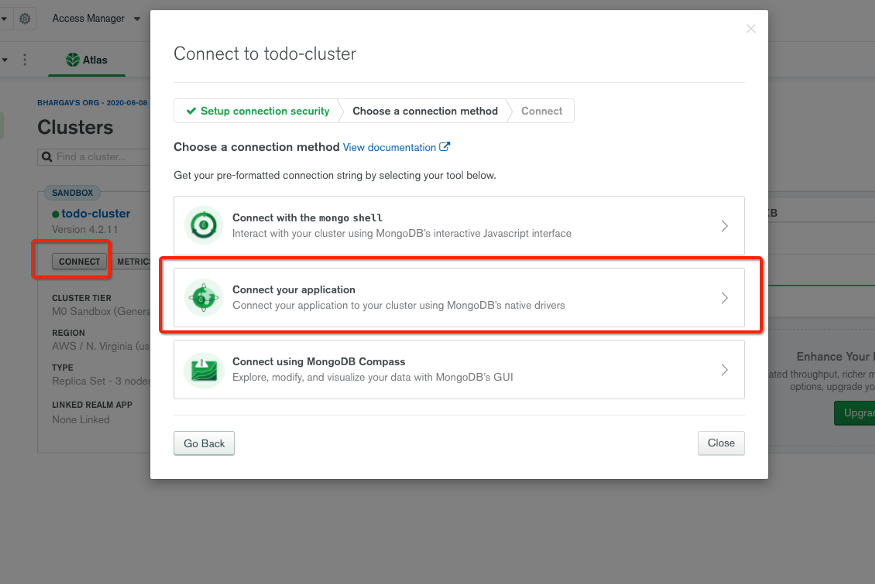 Access Manager
Atlas
BHARGAV'S ORG - 2020-06-08
Clusters
Find a cluster...
SANDBOX
todo-cluster
Version 4.2.11
CONNECT
METRICS
CLUSTER TIER
M0 Sandbox (Genera
REGION
AWS / N. Virginia (us
TYPE
Replica Set - 3 nodes
LINKED REALM APP
None Linked
Connect to todo-cluster
Setup connection security
Choose a connection method
Connect
Choose a connection method View documentation
Get your pre-formatted connection string by selecting your tool below.
Connect with the mongo shell
Interact with your cluster using MongoDB's interactive Javascript interface
Connect your application
Connect your application to your cluster using MongoDB's native drivers
Connect using MongoDB Compass
Explore, modify, and visualize your data with MongoDB's GUI
Go Back
Close
KB
Enhance Your
ated throughput, richer m
options, upgrade yo
Upgrad